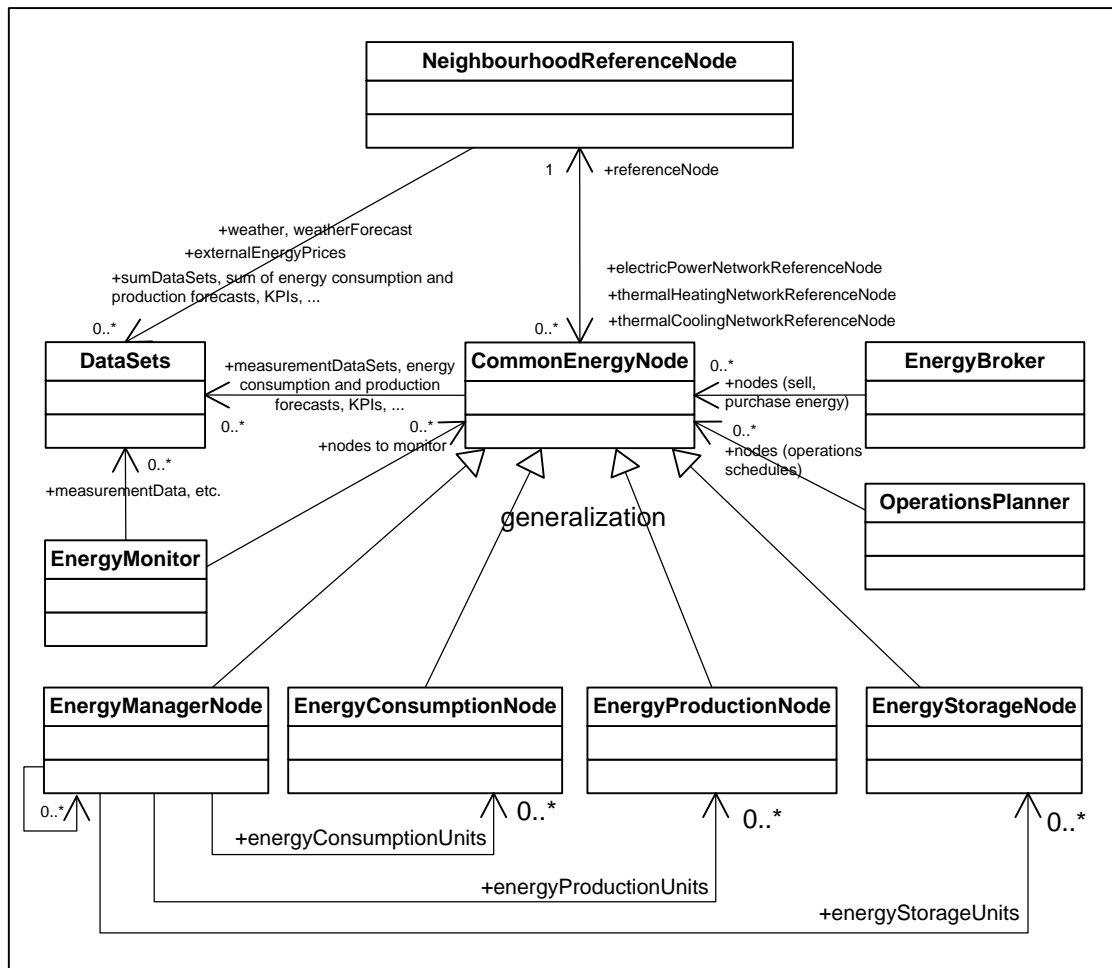 NeighbourhoodReferenceNode
1
+referenceNode
+weather, weatherForecast
+externalEnergyPrices
+sumDataSets, sum of energy consumption and
production forecasts, KPIs, ...
+electricPowerNetworkReferenceNode
+thermalHeatingNetworkReferenceNode
+thermalCoolingNetworkReferenceNode
0..*
0..*
DataSets
+measurementDataSets, energy
consumption and production
forecasts, KPIs, ...
0..*
CommonEnergyNode
0..*
+nodes (sell,
purchase energy)
EnergyBroker
0..*
+nodes to monitor
0..*
+nodes (operations
schedules)
0..*
+measurementData, etc.
OperationsPlanner
generalization
EnergyMonitor
EnergyManagerNode
EnergyConsumptionNode
EnergyProductionNode
EnergyStorageNode
0..*
0..*
0..*
0..*
+energyConsumptionUnits
+energyProductionUnits
+energyStorageUnits